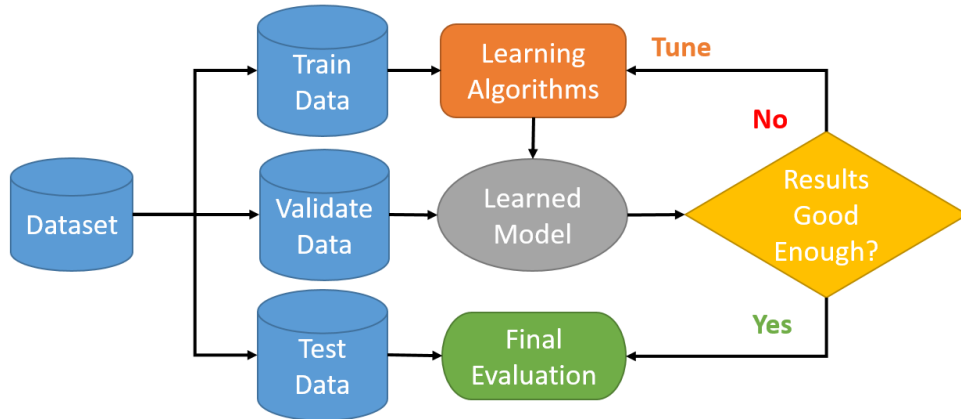 Dataset
Train
Data
Validate
Data
Test
Data
Learning
Algorithms
Learned
Model
Final
Evaluation
Tune
No
Results
Good
Enough?
Yes